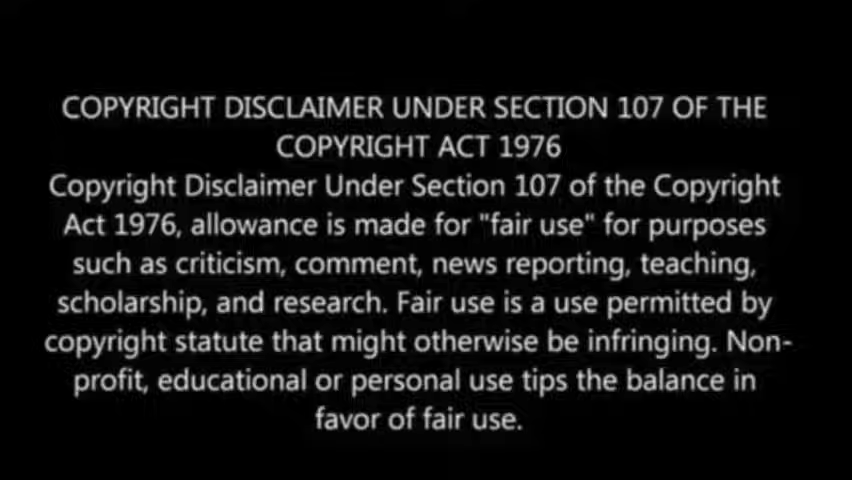 COPYRIGHT DISCLAIMER UNDER SECTION 107 OF THE
COPYRIGHT ACT 1976
Copyright Disclaimer Under Section 107 of the Copyright
Act 1976, allowance is made for "fair use" for purposes
such as criticism, comment, news reporting, teaching,
scholarship, and research. Fair use is a use permitted by
copyright statute that might otherwise be infringing. Non-
profit, educational or personal use tips the balance in
favor of fair use.